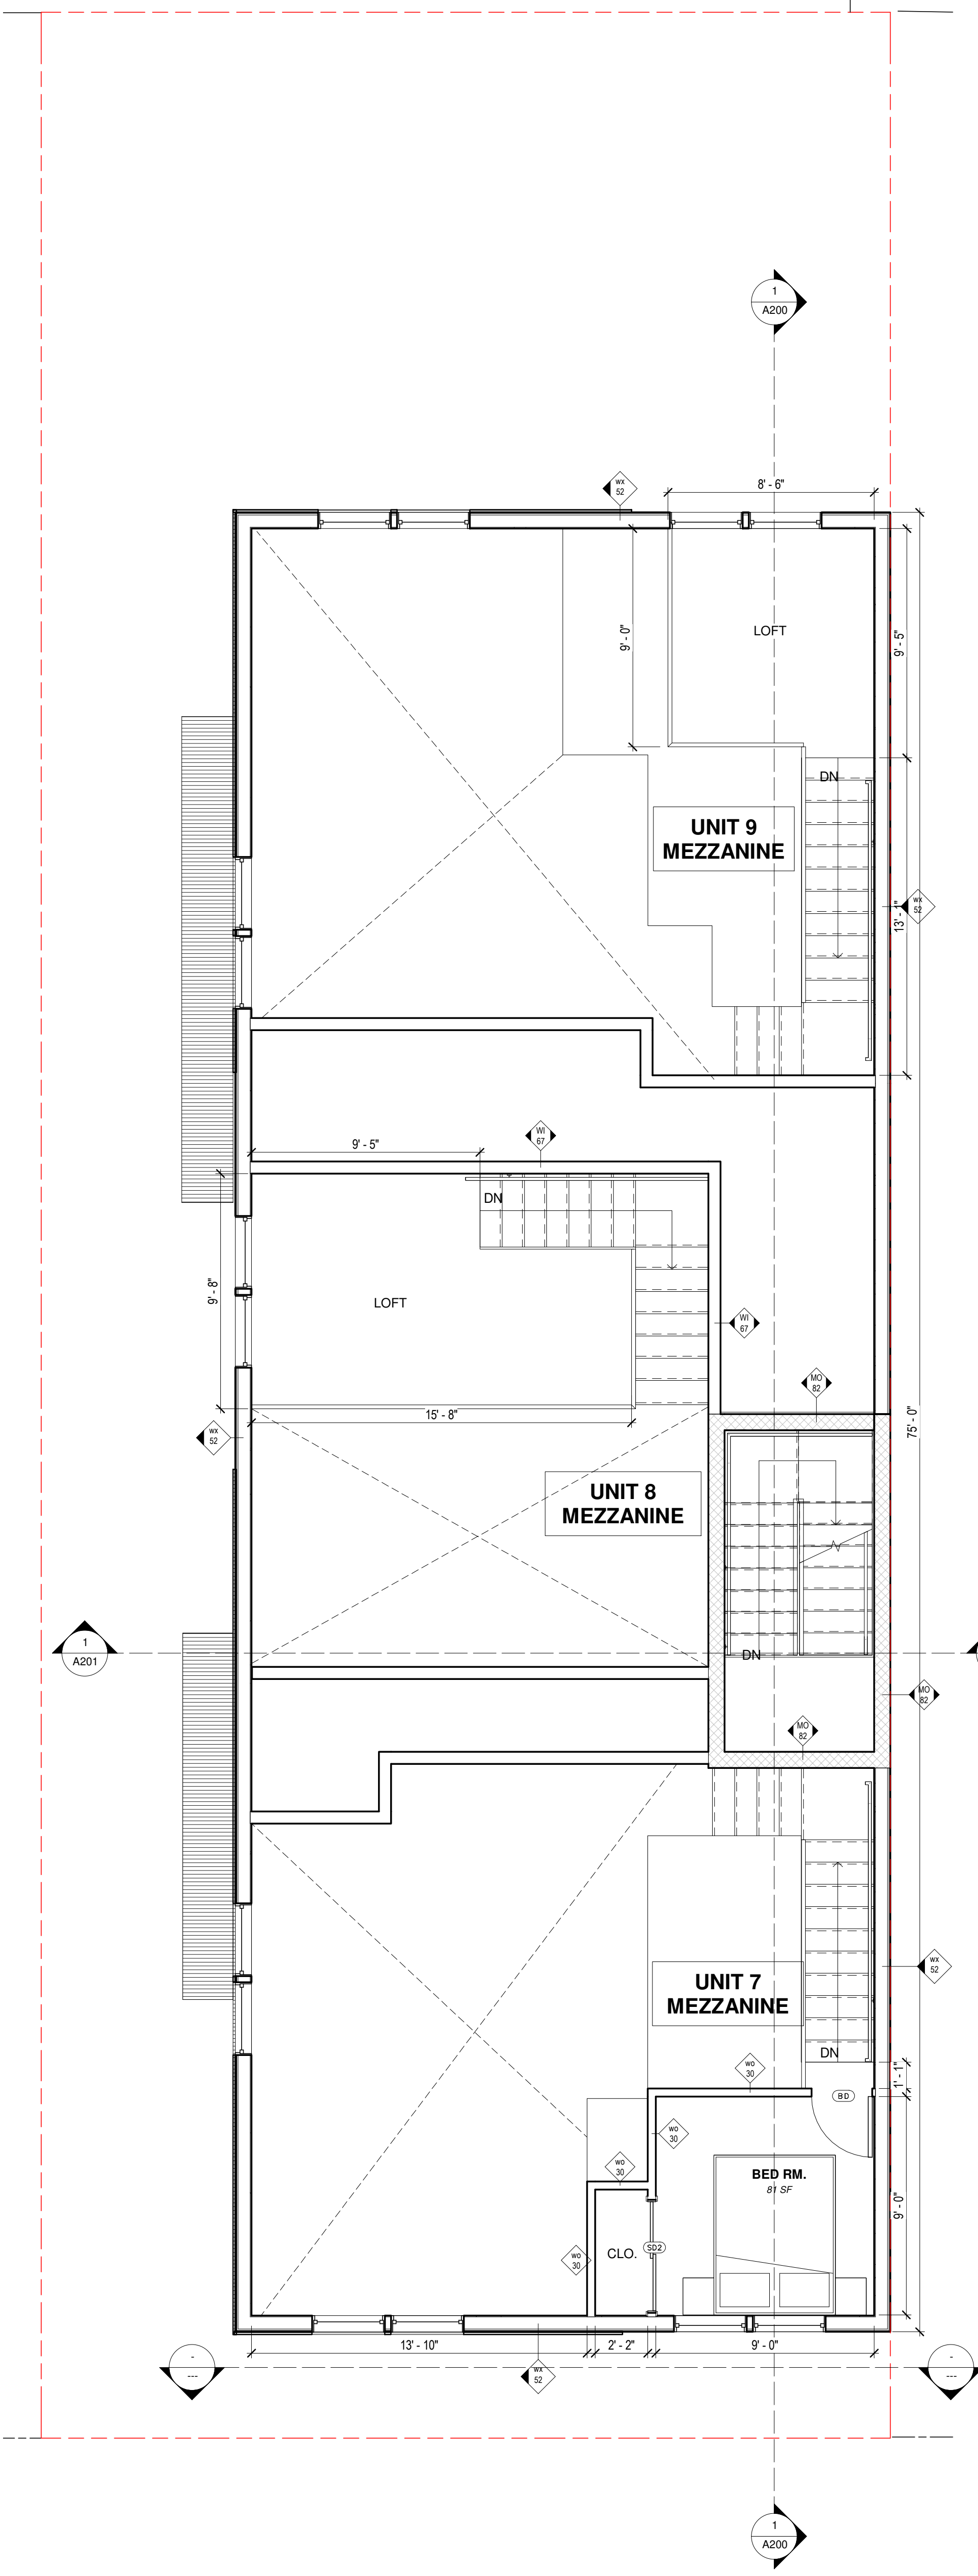 1
A200
wx
52
8' - 6"
9' - 0"
LOFT
9' - 5"
DN
UNIT 9
MEZZANINE
wx
52
13' - 1"
WI
67
9' - 5"
DN
9' - 8"
LOFT
WI
67
MO
82
15' - 8"
75' - 0"
wx
52
UNIT 8
MEZZANINE
1
A201
DN
MO
82
MO
82
wx
52
UNIT 7
MEZZANINE
DN
1' - 1"
wo
30
BD
wo
30
wo
30
BED RM.
81 SF
9' - 0"
wo
30
CLO.
SD2
13' - 10"
2' - 2"
9' - 0"
-
---
wx
52
-
---
1
A200